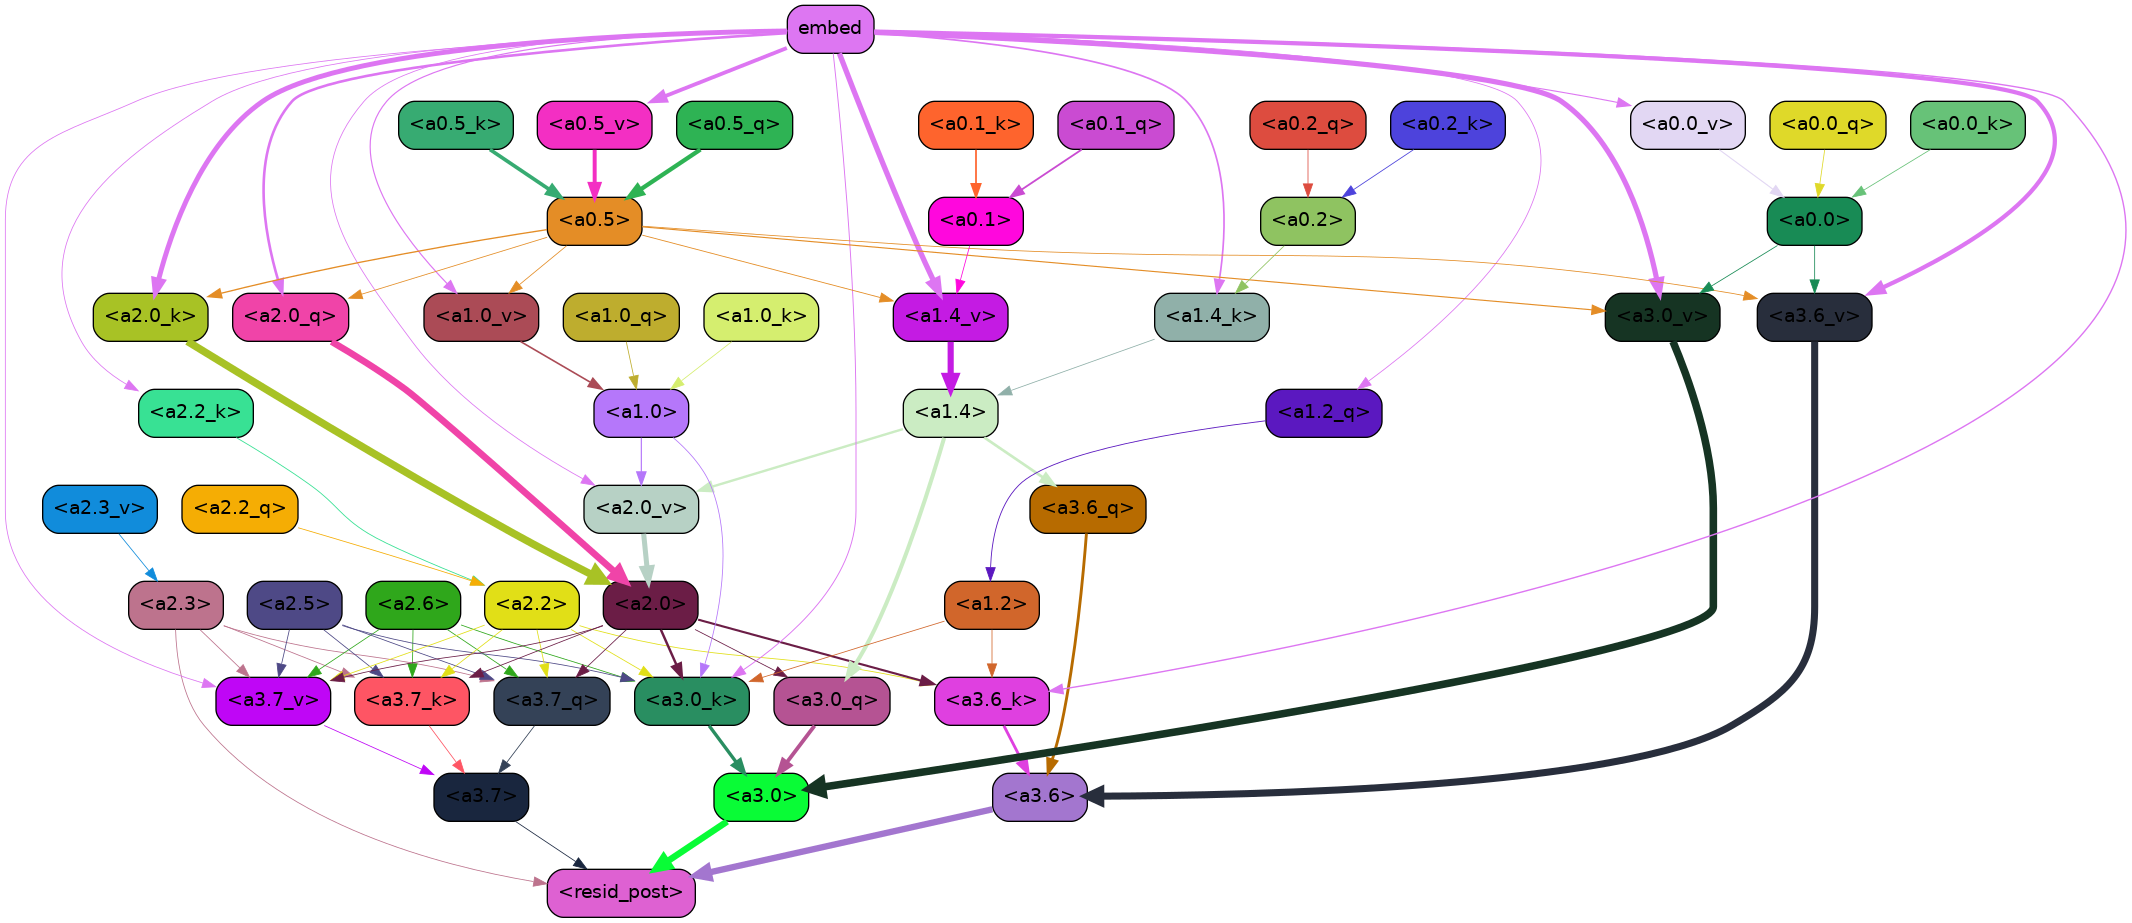 embed
<a0.5_k>
<a0.5_v>
<a0.5_q>
<a0.1_k>
<a0.1_q>
<a0.2_q>
<a0.2_k>
<a0.0_v>
<a0.0_q>
<a0.0_k>
<a0.5>
<a0.1>
<a0.2>
<a0.0>
<a2.0_k>
<a2.0_q>
<a1.0_v>
<a1.0_q>
<a1.0_k>
<a1.4_v>
<a1.4_k>
<a3.0_v>
<a3.6_v>
<a2.2_k>
<a1.0>
<a1.4>
<a1.2_q>
<a2.3_v>
<a2.2_q>
<a2.0_v>
<a3.6_q>
<a2.3>
<a2.5>
<a2.6>
<a2.2>
<a2.0>
<a1.2>
<a3.7_v>
<a3.7_k>
<a3.7_q>
<a3.0_k>
<a3.0_q>
<a3.6_k>
<a3.7>
<a3.0>
<a3.6>
<resid_post>